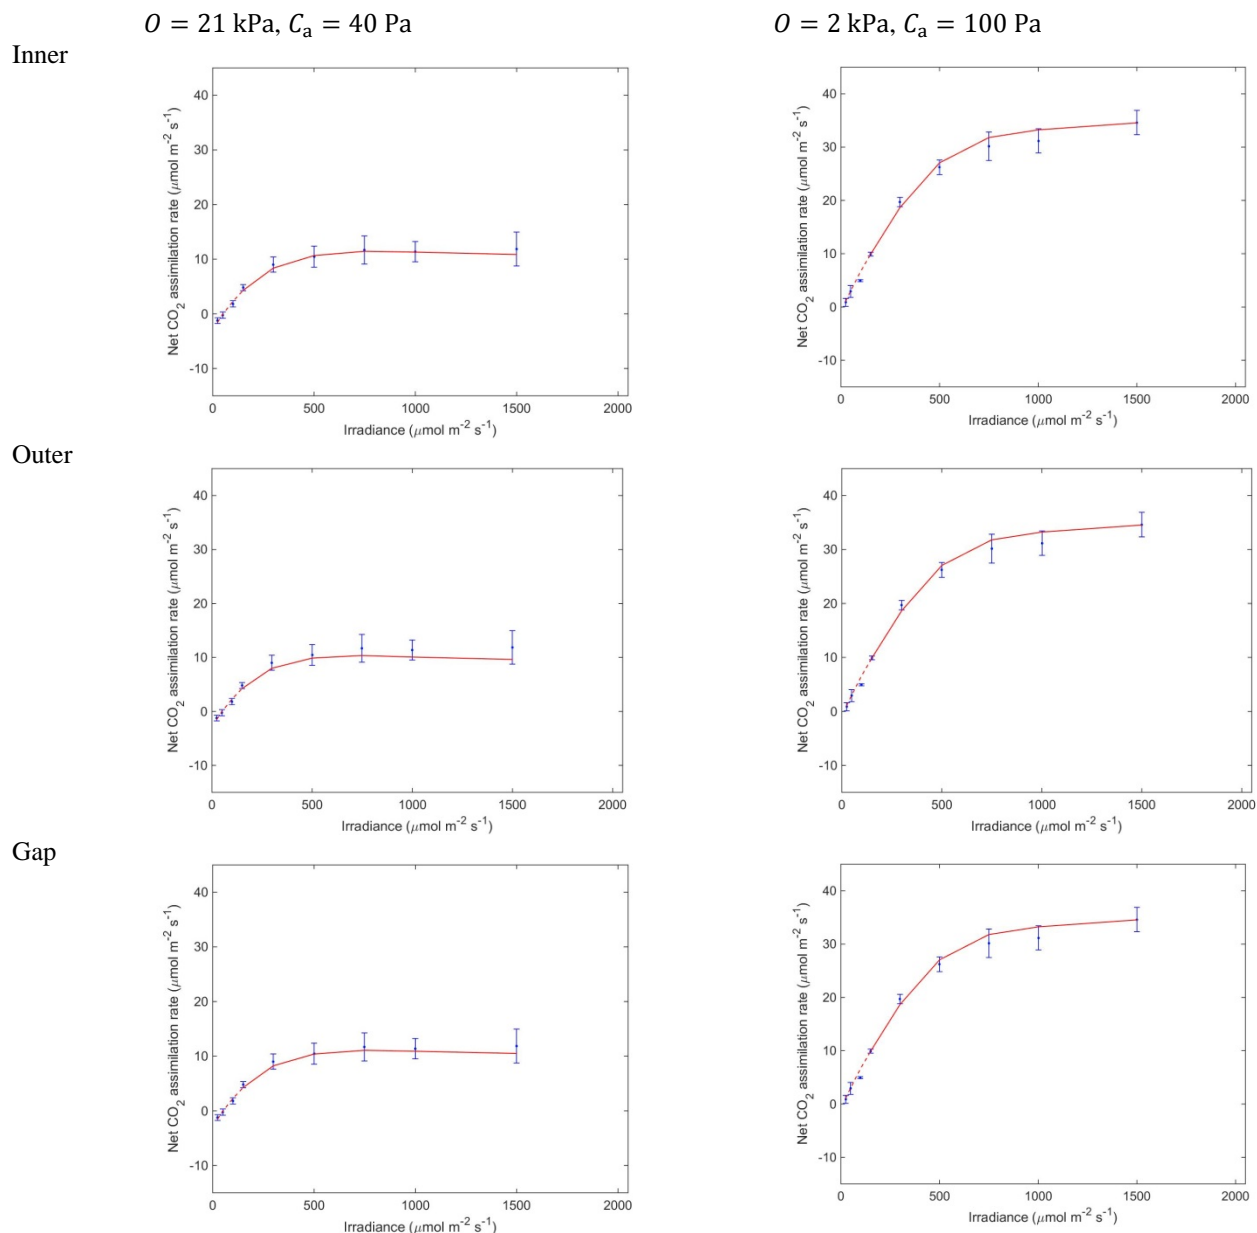 O = 21 kPa, Cₐ = 40 Pa
O = 2 kPa, Cₐ = 100 Pa
Inner
Net CO₂ assimilation rate (μmol m⁻² s⁻¹)
40
30
20
10
0
-10
0 500 1000 1500 2000
Irradiance (μmol m⁻² s⁻¹)
Net CO₂ assimilation rate (μmol m⁻² s⁻¹)
40
30
20
10
0
-10
0 500 1000 1500 2000
Irradiance (μmol m⁻² s⁻¹)
Outer
Net CO₂ assimilation rate (μmol m⁻² s⁻¹)
40
30
20
10
0
-10
0 500 1000 1500 2000
Irradiance (μmol m⁻² s⁻¹)
Net CO₂ assimilation rate (μmol m⁻² s⁻¹)
40
30
20
10
0
-10
0 500 1000 1500 2000
Irradiance (μmol m⁻² s⁻¹)
Gap
Net CO₂ assimilation rate (μmol m⁻² s⁻¹)
40
30
20
10
0
-10
0 500 1000 1500 2000
Irradiance (μmol m⁻² s⁻¹)
Net CO₂ assimilation rate (μmol m⁻² s⁻¹)
40
30
20
10
0
-10
0 500 1000 1500 2000
Irradiance (μmol m⁻² s⁻¹)